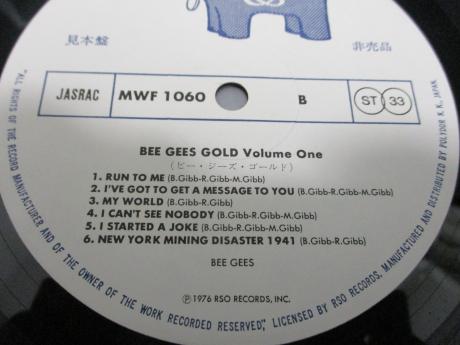 見本盤
非売品
JASRAC
MWF 1060
B
ST 33
BEE GEES GOLD Volume One
(ビー・ジーズ・ゴールド)
1. RUN TO ME (B.Gibb-R.Gibb-M.Gibb)
2. I'VE GOT TO GET A MESSAGE TO YOU (B.Gibb-R.Gibb-M.Gibb)
3. MY WORLD (B.Gibb-R.Gibb)
4. I CAN'T SEE NOBODY (B.Gibb-R.Gibb)
5. I STARTED A JOKE (B.Gibb-R.Gibb-M.Gibb)
6. NEW YORK MINING DISASTER 1941 (B.Gibb-R.Gibb)
BEE GEES
Ⓟ1976 RSO RECORDS, INC.
"ALL RIGHTS OF THE RECORD MANUFACTURER AND OF THE OWNER OF THE WORK RECORDED RESERVED," LICENSED BY RSO RECORDS, MANUFACTURED AND DISTRIBUTED BY POLYDOR K.K., JAPAN